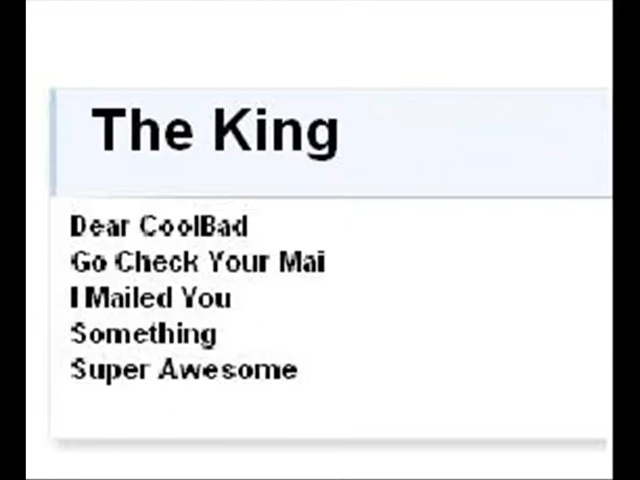 The King
Dear CoolBad
Go Check Your Mai
I Mailed You
Something
Super Awesome